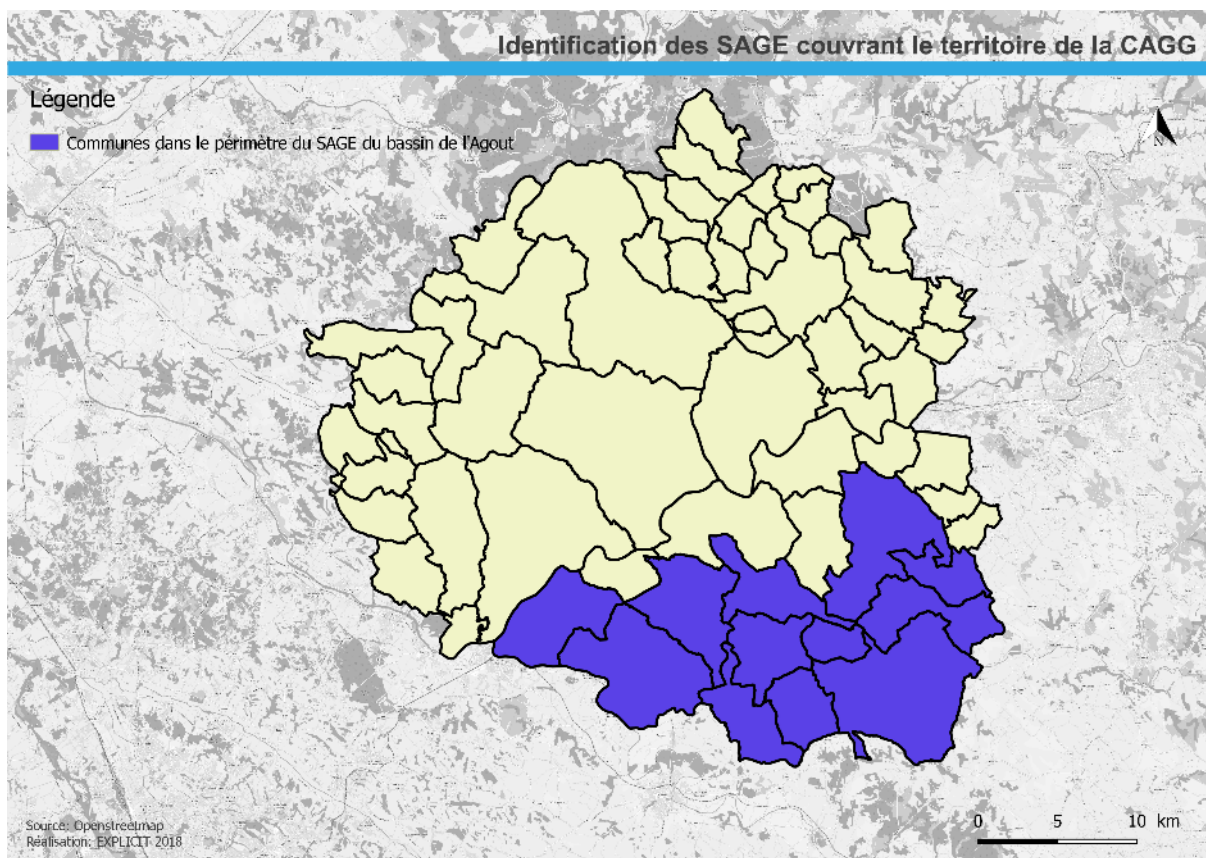 Identification des SAGE couvrant le territoire de la CAGG
Légende
Communes dans le périmètre du SAGE du bassin de l'Agout
N
Source: Openstreetmap
Réalisation: EXPLICIT 2018
0 5 10 km